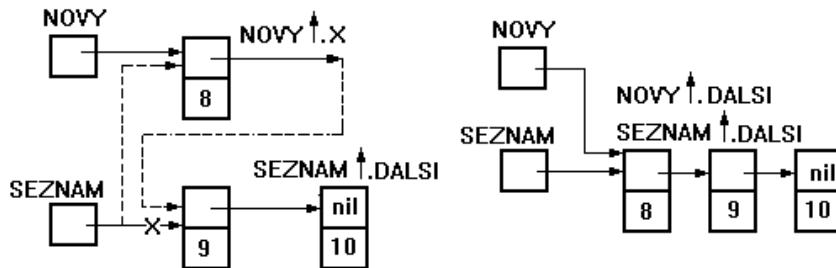 NOVY
NOVY↑.X
8
SEZNAM↑.DALSI
SEZNAM
nil
X
9
10
NOVY
NOVY↑.DALSI
SEZNAM
SEZNAM↑.DALSI
nil
8
9
10